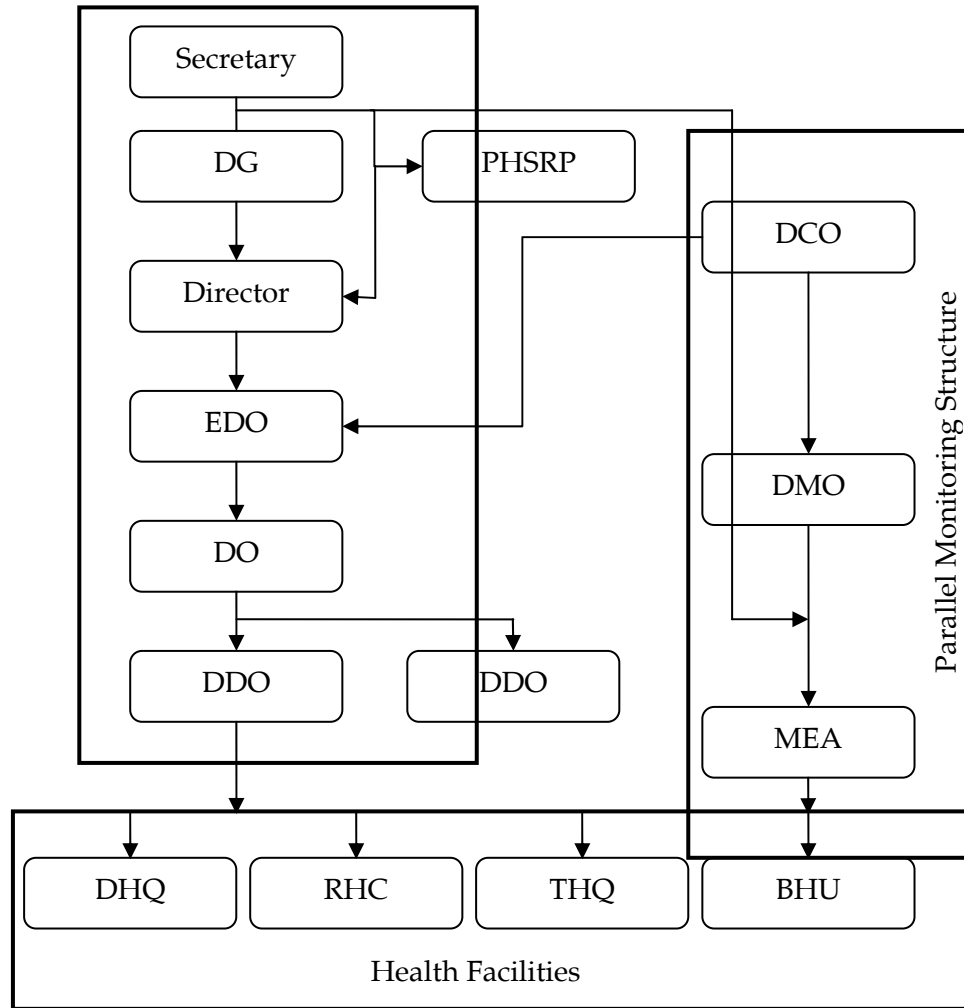 Secretary
DG
PHSRP
DCO
Director
EDO
DMO
DO
DDO
DDO
MEA
Parallel Monitoring Structure
DHQ
RHC
THQ
BHU
Health Facilities